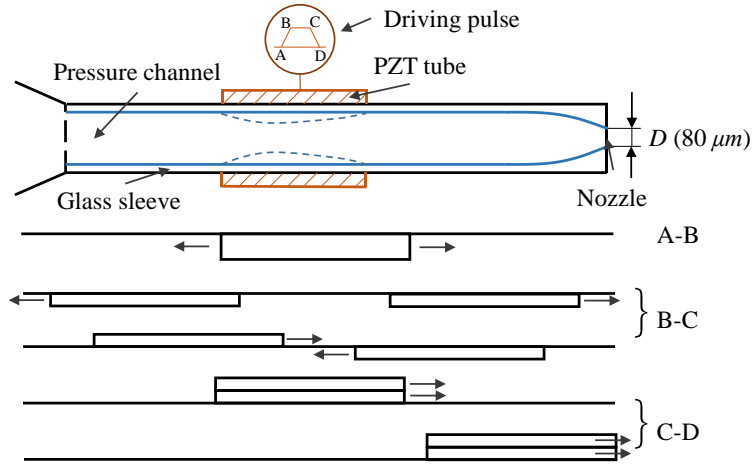 Driving pulse
B C
A D
Pressure channel
PZT tube
D (80 μm)
Glass sleeve
Nozzle
A-B
B-C
C-D